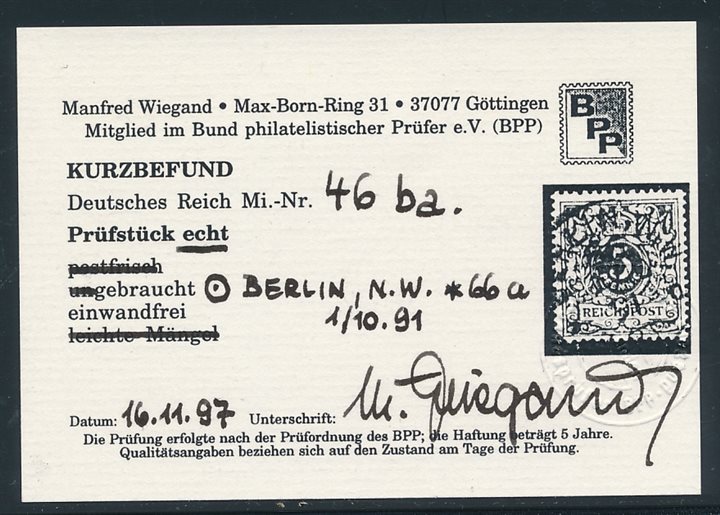 Manfred Wiegand • Max-Born-Ring 31 • 37077 Göttingen
Mitglied im Bund philatelistischer Prüfer e.V. (BPP)
BPP
KURZBEFUND
Deutsches Reich Mi.-Nr. 46 ba.
Prüfstück echt
postfrisch
ungebraucht ⊙ BERLIN, N.W. *66 a
einwandfrei 1/10.91
leichte Mängel
5
REICHSPOST
Datum: 16.11.97 Unterschrift: M. Wiegand
Die Prüfung erfolgte nach der Prüfordnung des BPP; die Haftung beträgt 5 Jahre.
Qualitätsangaben beziehen sich auf den Zustand am Tage der Prüfung.